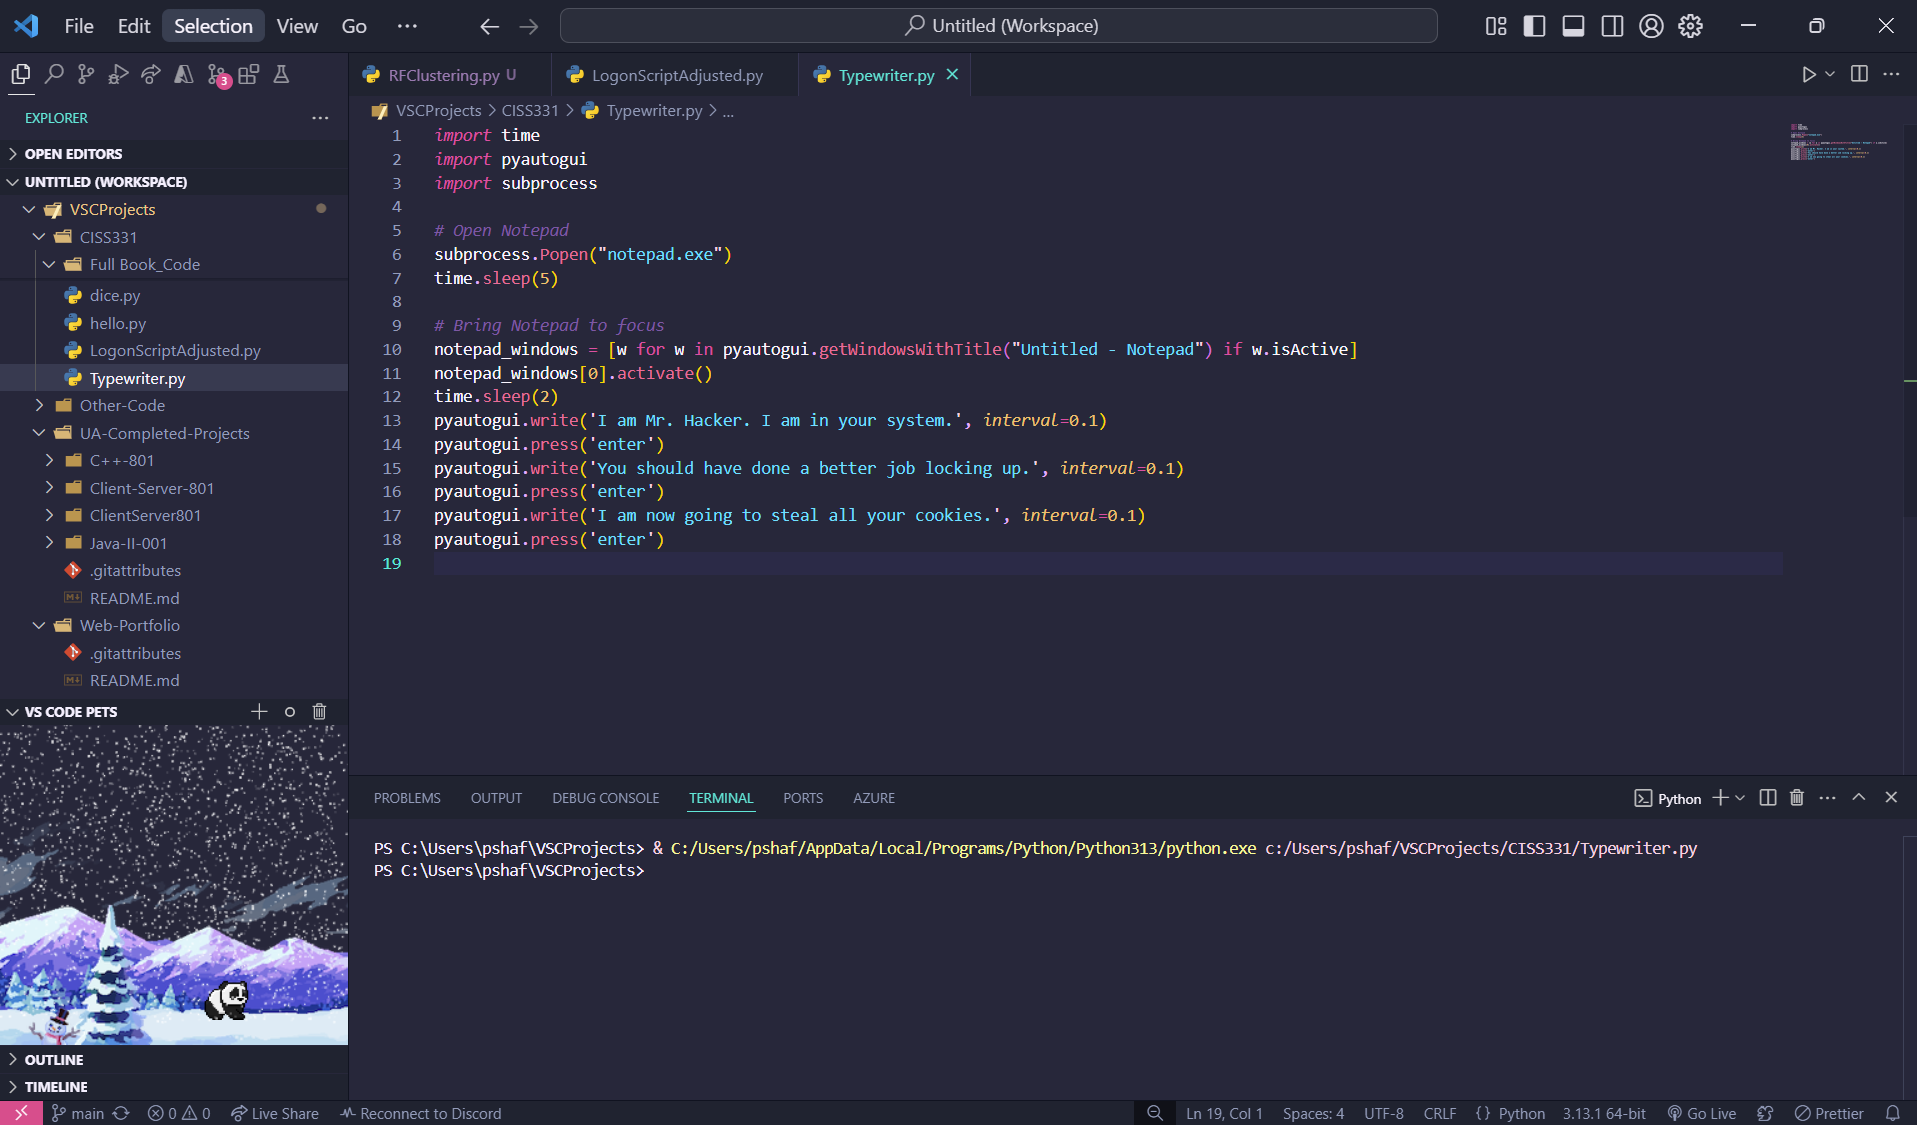 File Edit Selection View Go ··· Untitled (Workspace)
3
RFClustering.py U LogonScriptAdjusted.py Typewriter.py
EXPLORER
VSCProjects > CISS331 > Typewriter.py > ...
OPEN EDITORS
UNTITLED (WORKSPACE)
VSCProjects
CISS331
Full Book_Code
dice.py
hello.py
LogonScriptAdjusted.py
Typewriter.py
Other-Code
UA-Completed-Projects
C++-801
Client-Server-801
ClientServer801
Java-II-001
.gitattributes
README.md
Web-Portfolio
.gitattributes
README.md
VS CODE PETS
OUTLINE
TIMELINE
1 import time
2 import pyautogui
3 import subprocess
4
5 # Open Notepad
6 subprocess.Popen("notepad.exe")
7 time.sleep(5)
8
9 # Bring Notepad to focus
10 notepad_windows = [w for w in pyautogui.getWindowsWithTitle("Untitled - Notepad") if w.isActive]
11 notepad_windows[0].activate()
12 time.sleep(2)
13 pyautogui.write('I am Mr. Hacker. I am in your system.', interval=0.1)
14 pyautogui.press('enter')
15 pyautogui.write('You should have done a better job locking up.', interval=0.1)
16 pyautogui.press('enter')
17 pyautogui.write('I am now going to steal all your cookies.', interval=0.1)
18 pyautogui.press('enter')
19
PROBLEMS OUTPUT DEBUG CONSOLE TERMINAL PORTS AZURE Python
PS C:\Users\pshaf\VSCProjects> & C:/Users/pshaf/AppData/Local/Programs/Python/Python313/python.exe c:/Users/pshaf/VSCProjects/CISS331/Typewriter.py
PS C:\Users\pshaf\VSCProjects>
main 0 0 Live Share Reconnect to Discord Ln 19, Col 1 Spaces: 4 UTF-8 CRLF {} Python 3.13.1 64-bit Go Live Prettier